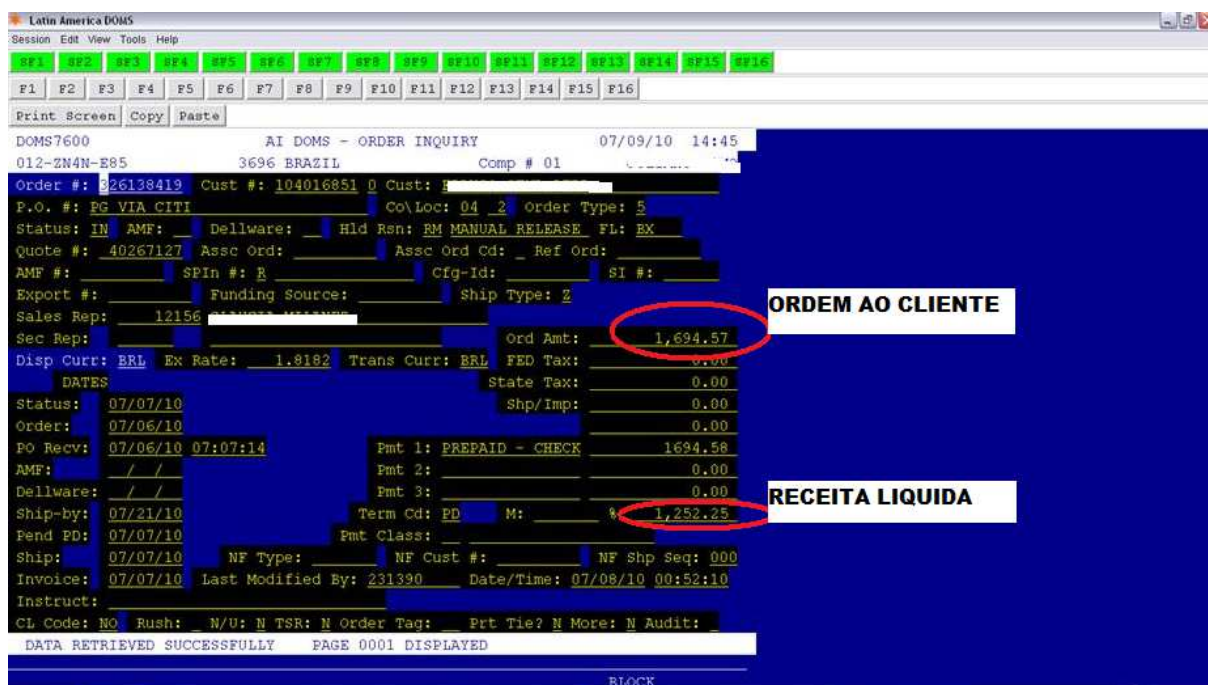 Latin America DOMS
Session Edit View Tools Help
SF1 SF2 SF3 SF4 SF5 SF6 SF7 SF8 SF9 SF10 SF11 SF12 SF13 SF14 SF15 SF16
F1 F2 F3 F4 F5 F6 F7 F8 F9 F10 F11 F12 F13 F14 F15 F16
Print Screen Copy Paste
DOMS7600 AI DOMS - ORDER INQUIRY 07/09/10 14:45
012-ZN4N-E85 3696 BRAZIL Comp # 01
Order #: 326138419 Cust #: 104016851 0 Cust:
P.O. #: PG VIA CITI Co\Loc: 04 2 Order Type: 5
Status: IN AMF: Dellware: Hld Rsn: RM MANUAL RELEASE FL: BX
Quote #: 40267127 Assc Ord: Assc Ord Cd: Ref Ord:
AMF #: SPIn #: R Cfg-Id: SI #:
Export #: Funding Source: Ship Type: Z
ORDEM AO CLIENTE
Sales Rep: 12156
Sec Rep: Ord Amt: 1,694.57
Disp Curr: BRL Ex Rate: 1.8182 Trans Curr: BRL FED Tax: 0.00
DATES State Tax: 0.00
Status: 07/07/10 Shp/Imp: 0.00
Order: 07/06/10 0.00
PO Recv: 07/06/10 07:07:14 Pmt 1: PREPAID - CHECK 1694.58
AMF: / / Pmt 2: 0.00
Dellware: / / Pmt 3: 0.00
RECEITA LIQUIDA
Ship-by: 07/21/10 Term Cd: PD M: % 1,252.25
Pend PD: 07/07/10 Pmt Class:
Ship: 07/07/10 NF Type: NF Cust #: NF Shp Seq: 000
Invoice: 07/07/10 Last Modified By: 231390 Date/Time: 07/08/10 00:52:10
Instruct:
CL Code: NO Rush: N/U: N TSR: N Order Tag: Prt Tie? N More: N Audit:
DATA RETRIEVED SUCCESSFULLY PAGE 0001 DISPLAYED
BLOCK